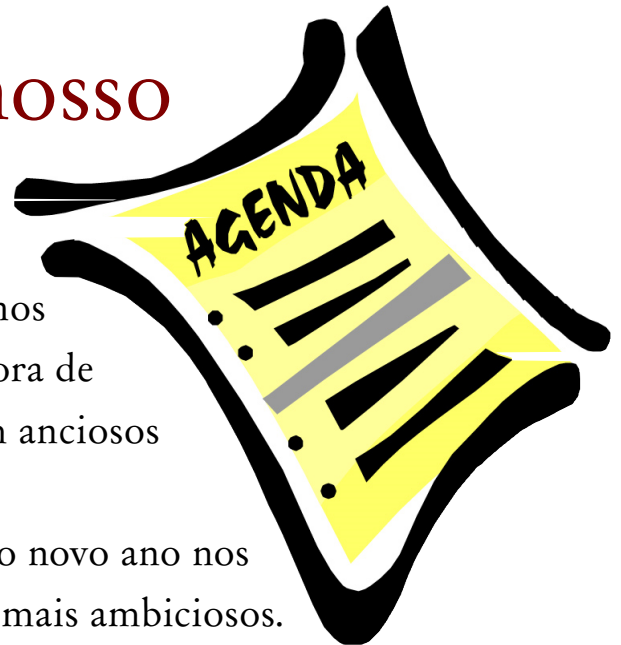 nosso
AGENDA
nos
ora de
anciosos
o novo ano nos
mais ambiciosos.